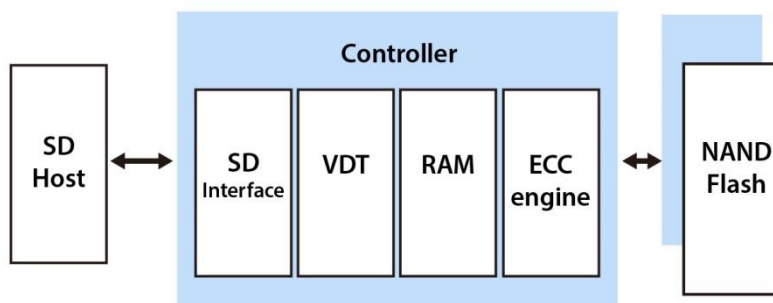 Controller
SD
Host
SD
Interface
VDT
RAM
ECC
engine
NAND
Flash